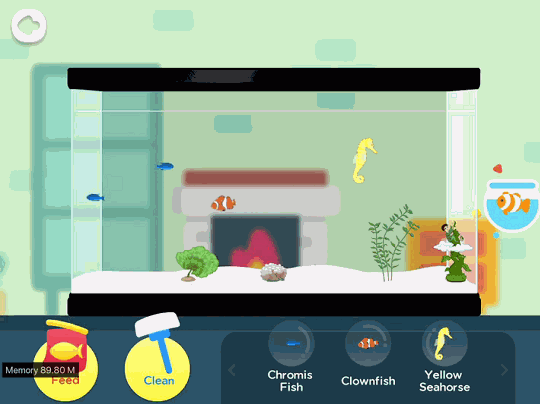 Memory 89,80 M
Feed
Clean
Chromis
Fish
Clownfish
Yellow
Seahorse